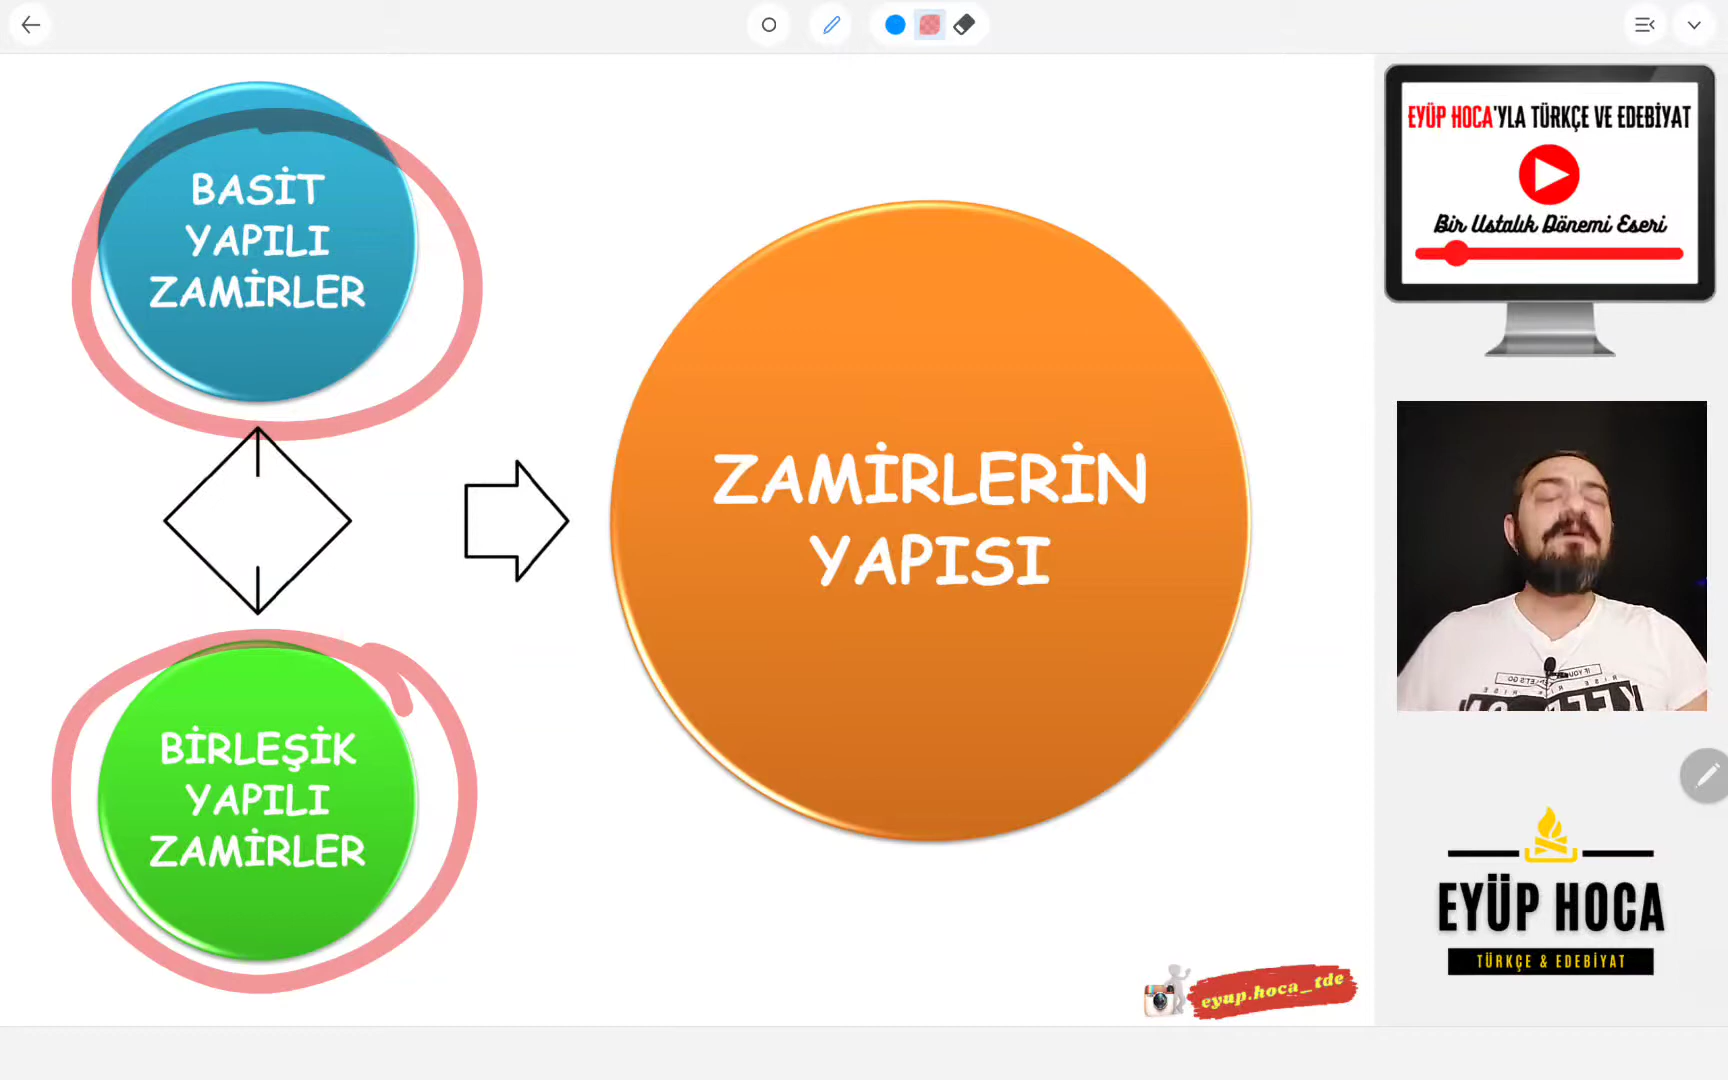 BASİT
YAPILI
ZAMİRLER
BİRLEŞİK
YAPILI
ZAMİRLER
ZAMİRLERİN
YAPISI
EYÜP HOCA'YLA TÜRKÇE VE EDEBİYAT
Bir Ustalık Dönemi Eseri
EYÜP HOCA
TÜRKÇE & EDEBİYAT
eyup.hoca_tde